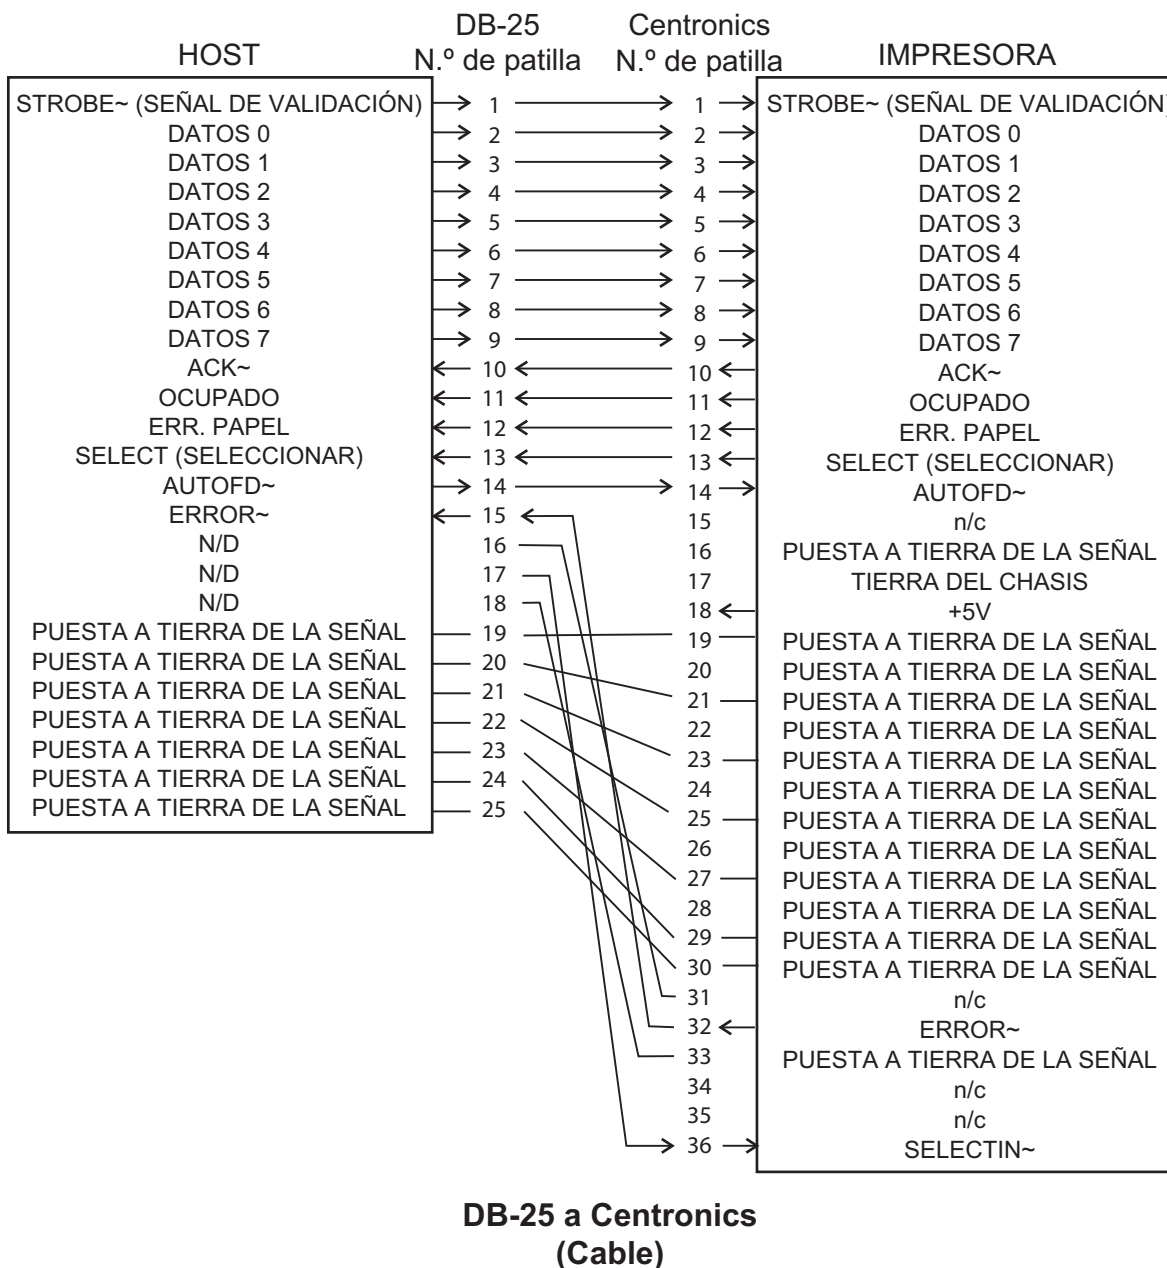 HOST
DB-25
N.º de patilla
Centronics
N.º de patilla
IMPRESORA
STROBE~ (SEÑAL DE VALIDACIÓN) 1 1 STROBE~ (SEÑAL DE VALIDACIÓN)
DATOS 0 2 2 DATOS 0
DATOS 1 3 3 DATOS 1
DATOS 2 4 4 DATOS 2
DATOS 3 5 5 DATOS 3
DATOS 4 6 6 DATOS 4
DATOS 5 7 7 DATOS 5
DATOS 6 8 8 DATOS 6
DATOS 7 9 9 DATOS 7
ACK~ 10 10 ACK~
OCUPADO 11 11 OCUPADO
ERR. PAPEL 12 12 ERR. PAPEL
SELECT (SELECCIONAR) 13 13 SELECT (SELECCIONAR)
AUTOFD~ 14 14 AUTOFD~
ERROR~ 15 15 n/c
N/D 16 16 PUESTA A TIERRA DE LA SEÑAL
N/D 17 17 TIERRA DEL CHASIS
N/D 18 18 +5V
PUESTA A TIERRA DE LA SEÑAL 19 19 PUESTA A TIERRA DE LA SEÑAL
PUESTA A TIERRA DE LA SEÑAL 20 20 PUESTA A TIERRA DE LA SEÑAL
PUESTA A TIERRA DE LA SEÑAL 21 21 PUESTA A TIERRA DE LA SEÑAL
PUESTA A TIERRA DE LA SEÑAL 22 22 PUESTA A TIERRA DE LA SEÑAL
PUESTA A TIERRA DE LA SEÑAL 23 23 PUESTA A TIERRA DE LA SEÑAL
PUESTA A TIERRA DE LA SEÑAL 24 24 PUESTA A TIERRA DE LA SEÑAL
PUESTA A TIERRA DE LA SEÑAL 25 25 PUESTA A TIERRA DE LA SEÑAL
26 PUESTA A TIERRA DE LA SEÑAL
27 PUESTA A TIERRA DE LA SEÑAL
28 PUESTA A TIERRA DE LA SEÑAL
29 PUESTA A TIERRA DE LA SEÑAL
30 PUESTA A TIERRA DE LA SEÑAL
31 n/c
32 ERROR~
33 PUESTA A TIERRA DE LA SEÑAL
34 n/c
35 n/c
36 SELECTIN~
DB-25 a Centronics
(Cable)